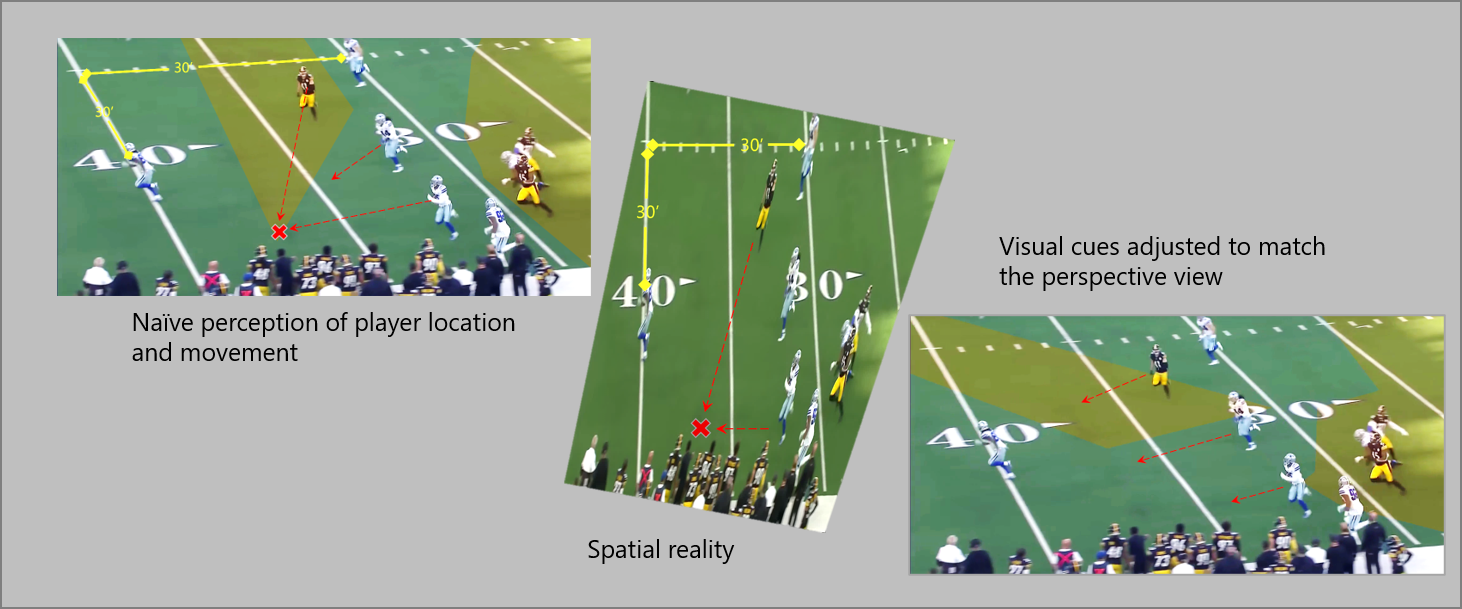 30'
30'
40
30
Naïve perception of player location
and movement
30'
30'
40
30
Spatial reality
Visual cues adjusted to match
the perspective view
40
30